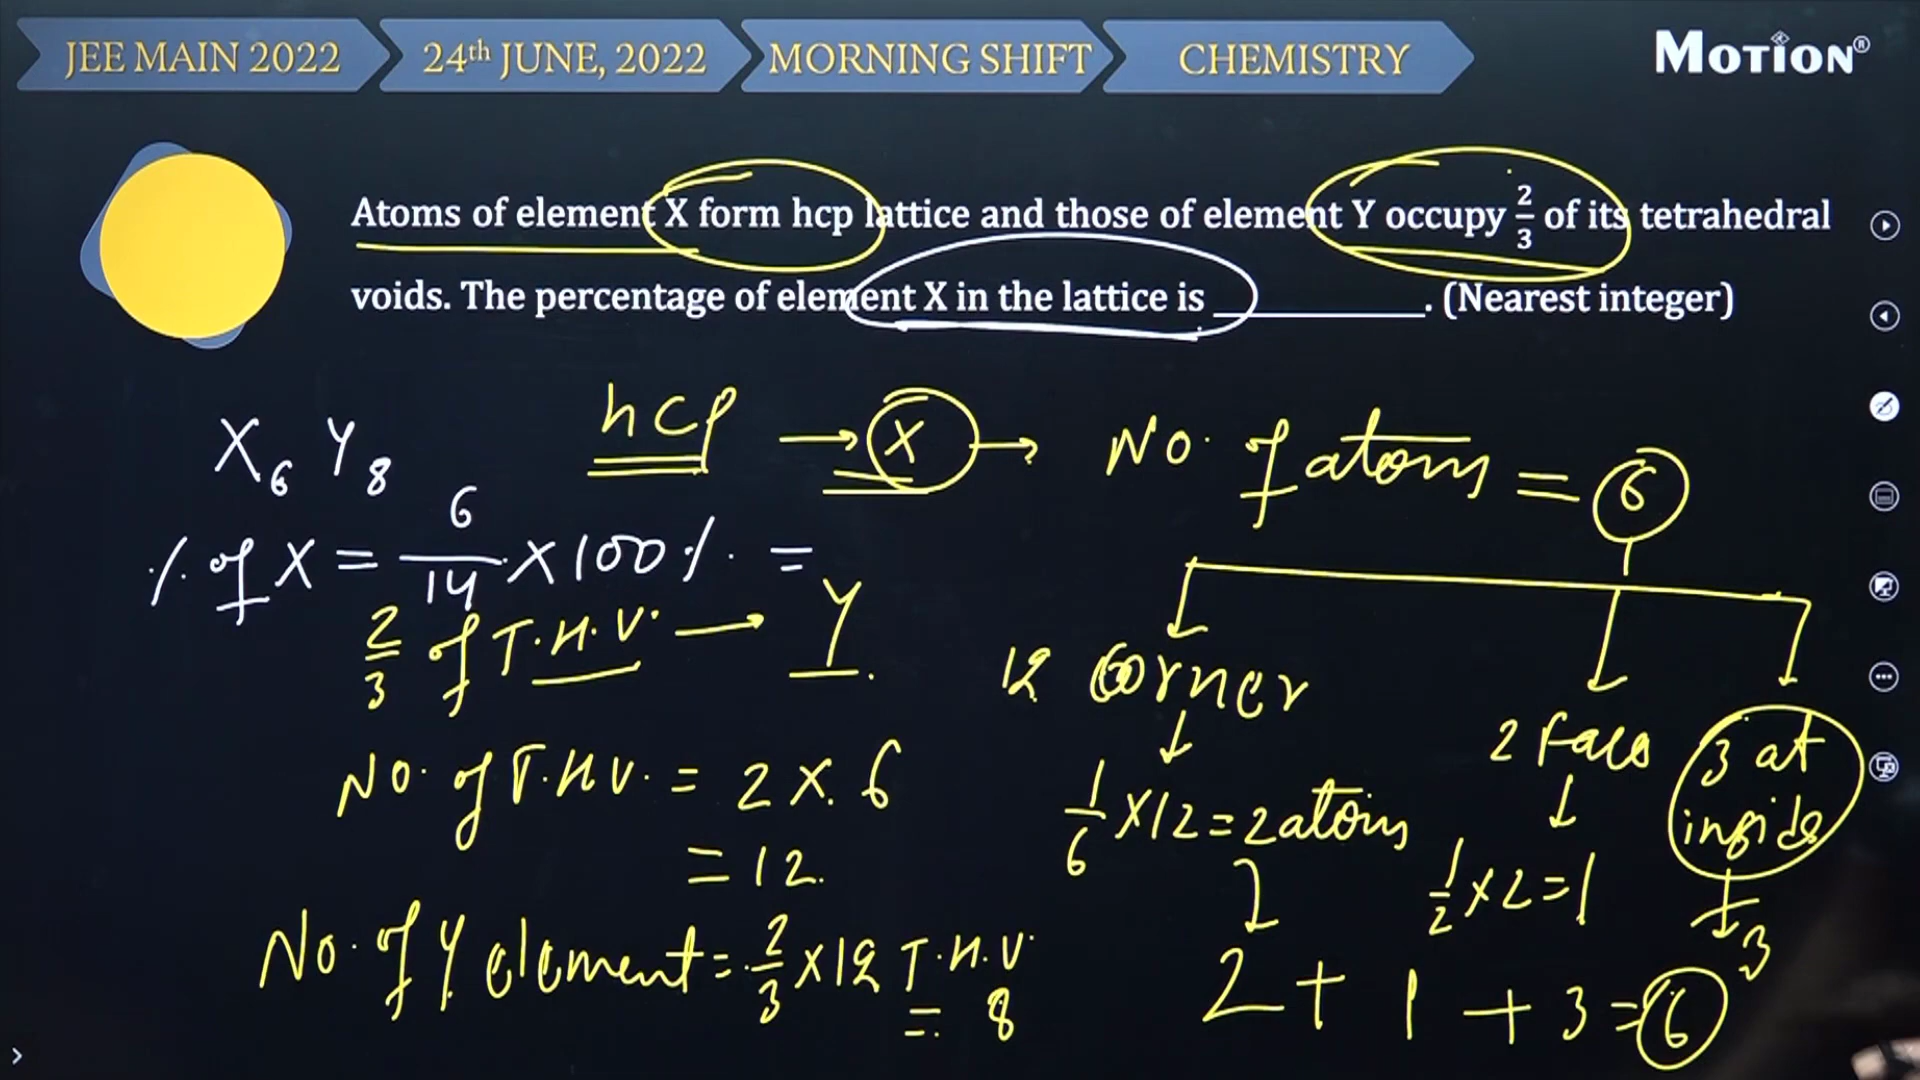 JEE MAIN 2022
24th JUNE, 2022
MORNING SHIFT
CHEMISTRY
MOTION®
Atoms of element X form hcp lattice and those of element Y occupy 2/3 of its tetrahedral
voids. The percentage of element X in the lattice is ____________. (Nearest integer)
X₆ Y₈
hcp → X → No. of atoms = 6
% of X = 6/14 × 100 % =
2/3 of T.H.V. → Y
No. of T.H.V. = 2 × 6
= 12
No. of Y element = 2/3 × 12 T.H.V.
= 8
12 corner
↓
1/6 × 12 = 2 atoms
2 Faces
↓
1/2 × 2 = 1
3 at
inside
↓
3
2 + 1 + 3 = 6